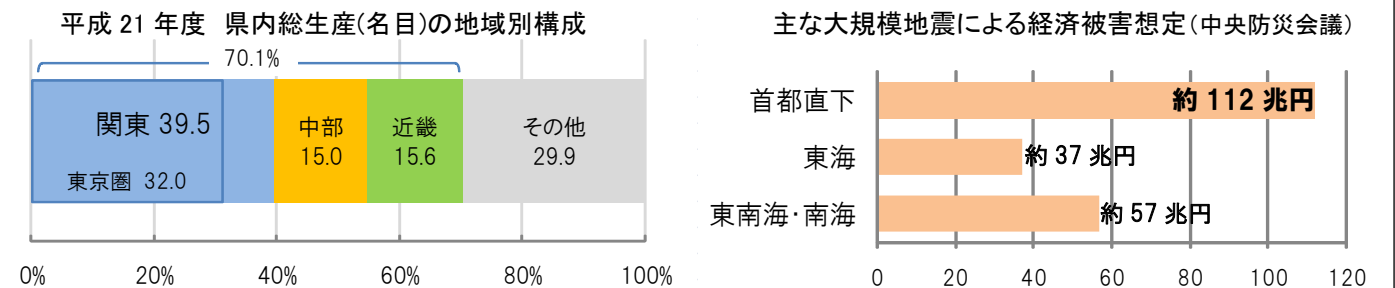 平成 21 年度 県内総生産(名目)の地域別構成
70.1%
関東 39.5
東京圏 32.0
中部
15.0
近畿
15.6
その他
29.9
0% 20% 40% 60% 80% 100%
主な大規模地震による経済被害想定(中央防災会議)
首都直下 約 112 兆円
東海 約 37 兆円
東南海・南海 約 57 兆円
0 20 40 60 80 100 120